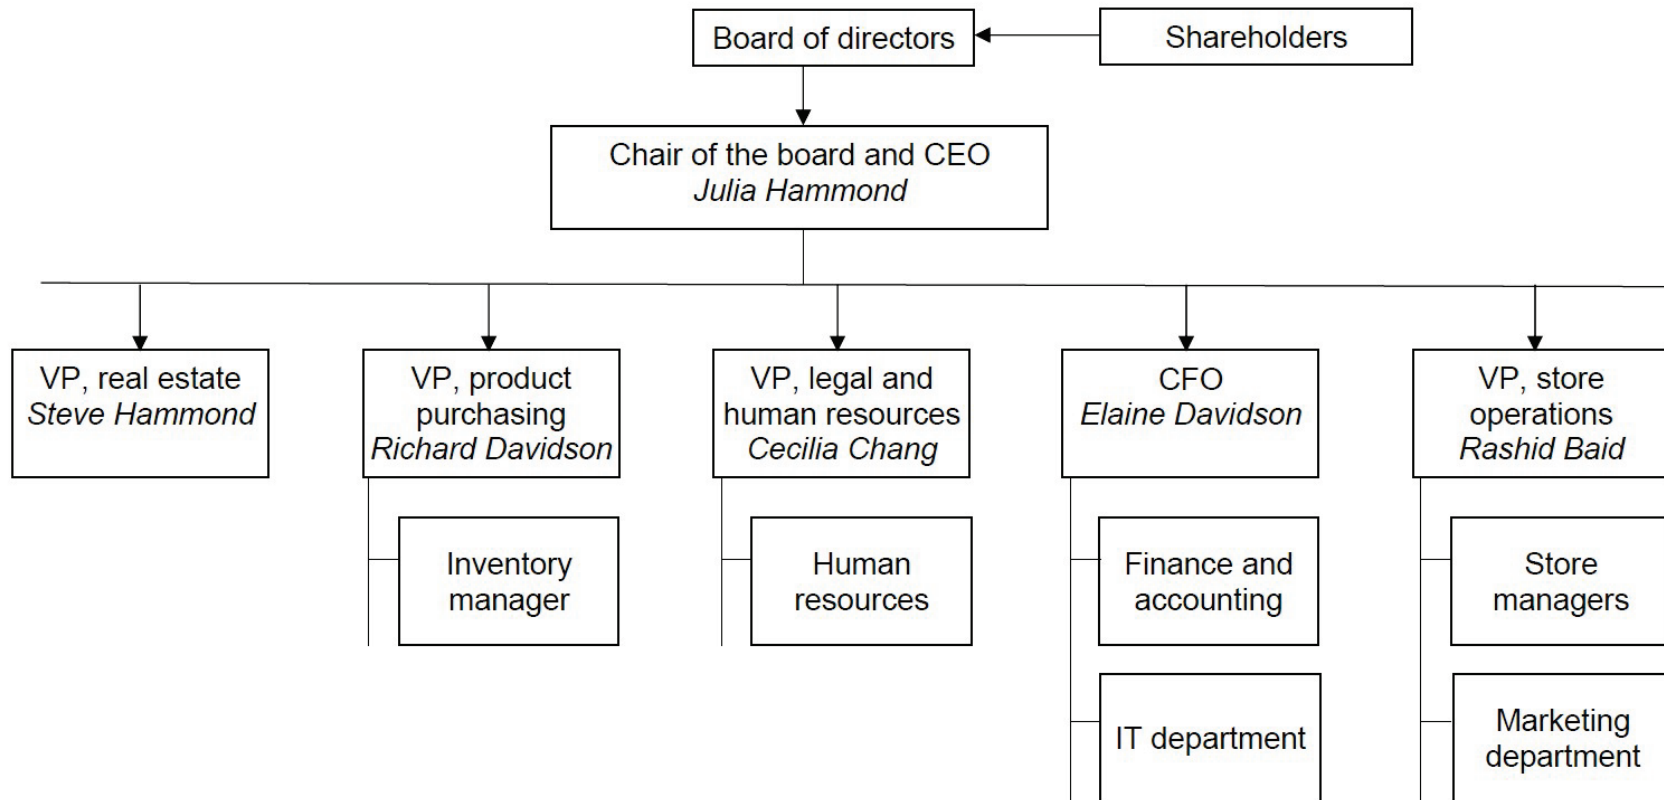 Board of directors
Shareholders
Chair of the board and CEO
Julia Hammond
VP, real estate
Steve Hammond
VP, product
purchasing
Richard Davidson
VP, legal and
human resources
Cecilia Chang
CFO
Elaine Davidson
VP, store
operations
Rashid Baid
Inventory
manager
Human
resources
Finance and
accounting
Store
managers
IT department
Marketing
department